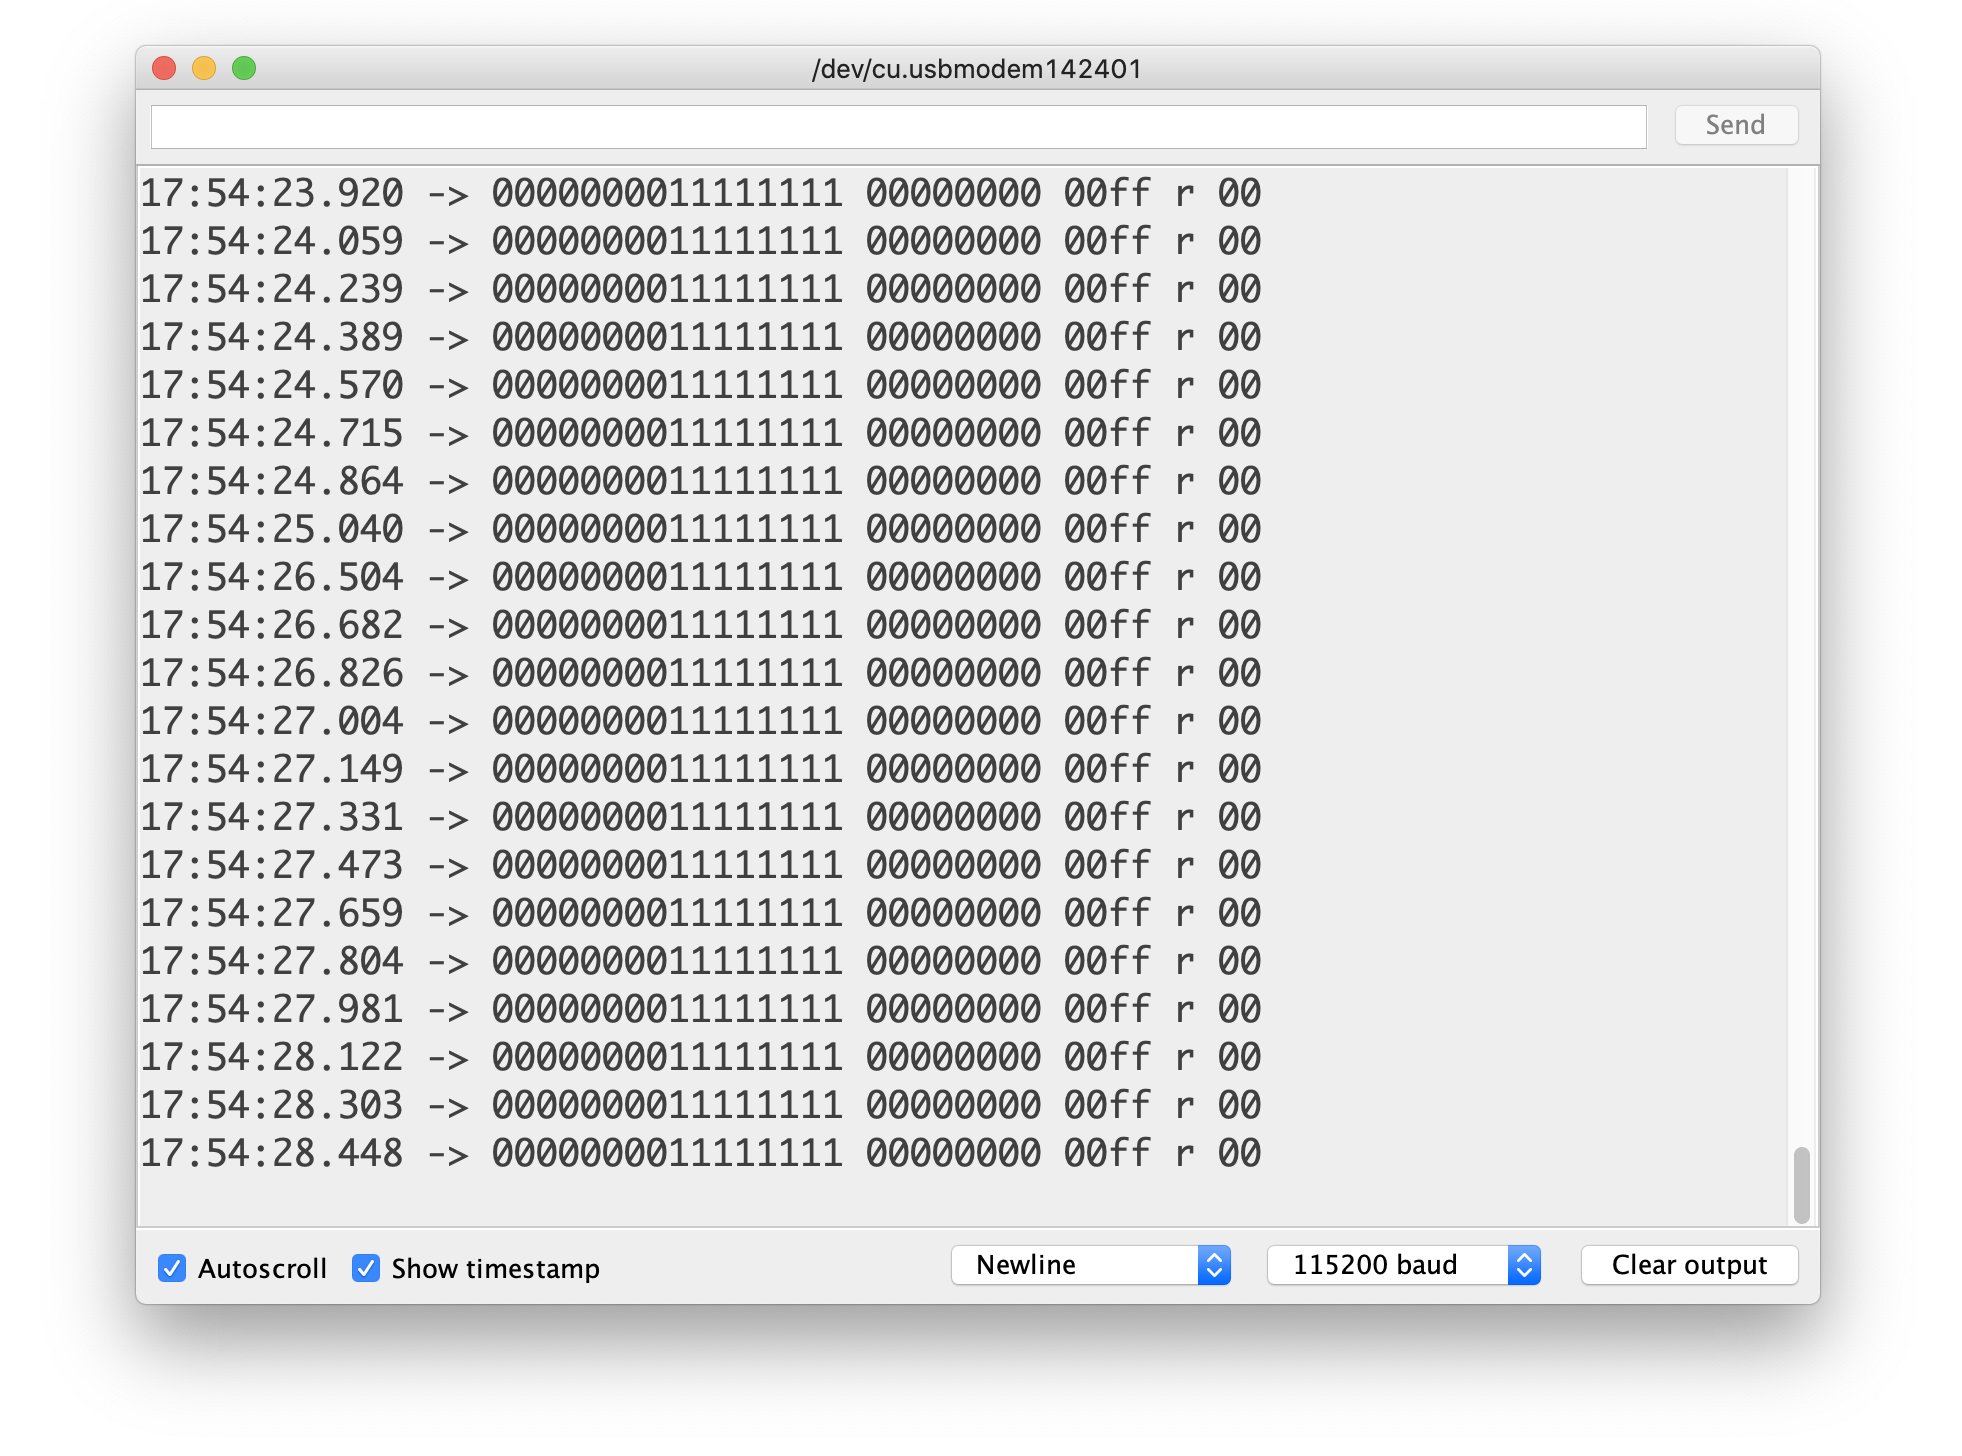 /dev/cu.usbmodem142401
Send
17:54:23.920 -> 0000000011111111 00000000 00ff r 00
17:54:24.059 -> 0000000011111111 00000000 00ff r 00
17:54:24.239 -> 0000000011111111 00000000 00ff r 00
17:54:24.389 -> 0000000011111111 00000000 00ff r 00
17:54:24.570 -> 0000000011111111 00000000 00ff r 00
17:54:24.715 -> 0000000011111111 00000000 00ff r 00
17:54:24.864 -> 0000000011111111 00000000 00ff r 00
17:54:25.040 -> 0000000011111111 00000000 00ff r 00
17:54:26.504 -> 0000000011111111 00000000 00ff r 00
17:54:26.682 -> 0000000011111111 00000000 00ff r 00
17:54:26.826 -> 0000000011111111 00000000 00ff r 00
17:54:27.004 -> 0000000011111111 00000000 00ff r 00
17:54:27.149 -> 0000000011111111 00000000 00ff r 00
17:54:27.331 -> 0000000011111111 00000000 00ff r 00
17:54:27.473 -> 0000000011111111 00000000 00ff r 00
17:54:27.659 -> 0000000011111111 00000000 00ff r 00
17:54:27.804 -> 0000000011111111 00000000 00ff r 00
17:54:27.981 -> 0000000011111111 00000000 00ff r 00
17:54:28.122 -> 0000000011111111 00000000 00ff r 00
17:54:28.303 -> 0000000011111111 00000000 00ff r 00
17:54:28.448 -> 0000000011111111 00000000 00ff r 00
Autoscroll Show timestamp Newline 115200 baud Clear output